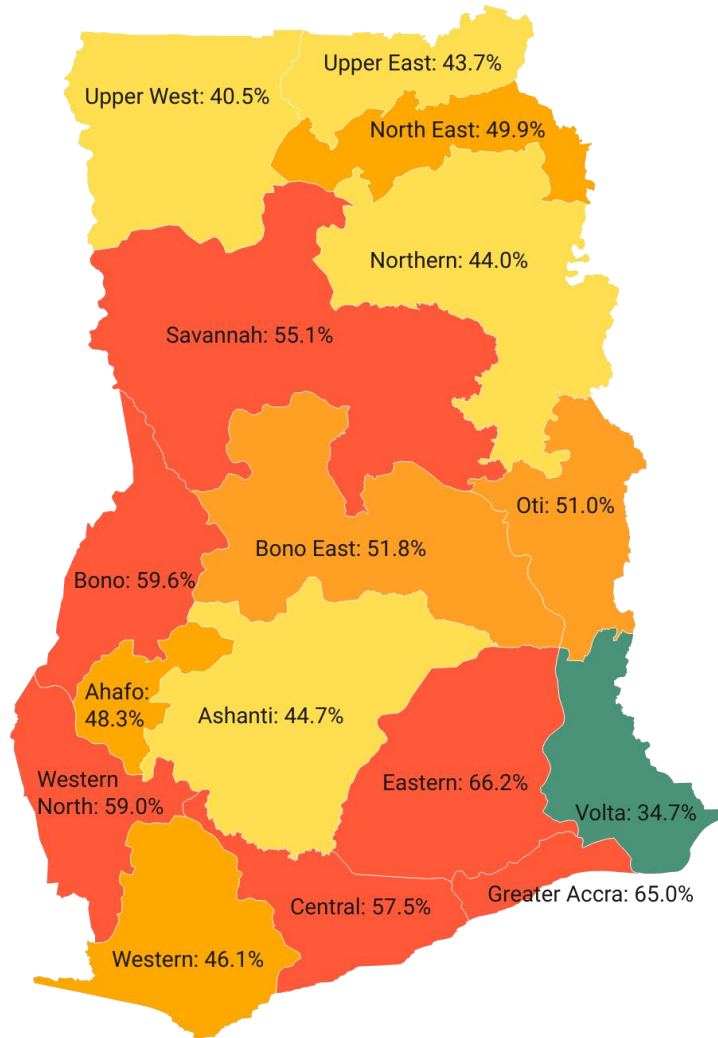 Upper East: 43.7%
Upper West: 40.5%
North East: 49.9%
Northern: 44.0%
Savannah: 55.1%
Oti: 51.0%
Bono East: 51.8%
Bono: 59.6%
Ahafo:
48.3%
Ashanti: 44.7%
Western
North: 59.0%
Eastern: 66.2%
Volta: 34.7%
Greater Accra: 65.0%
Central: 57.5%
Western: 46.1%